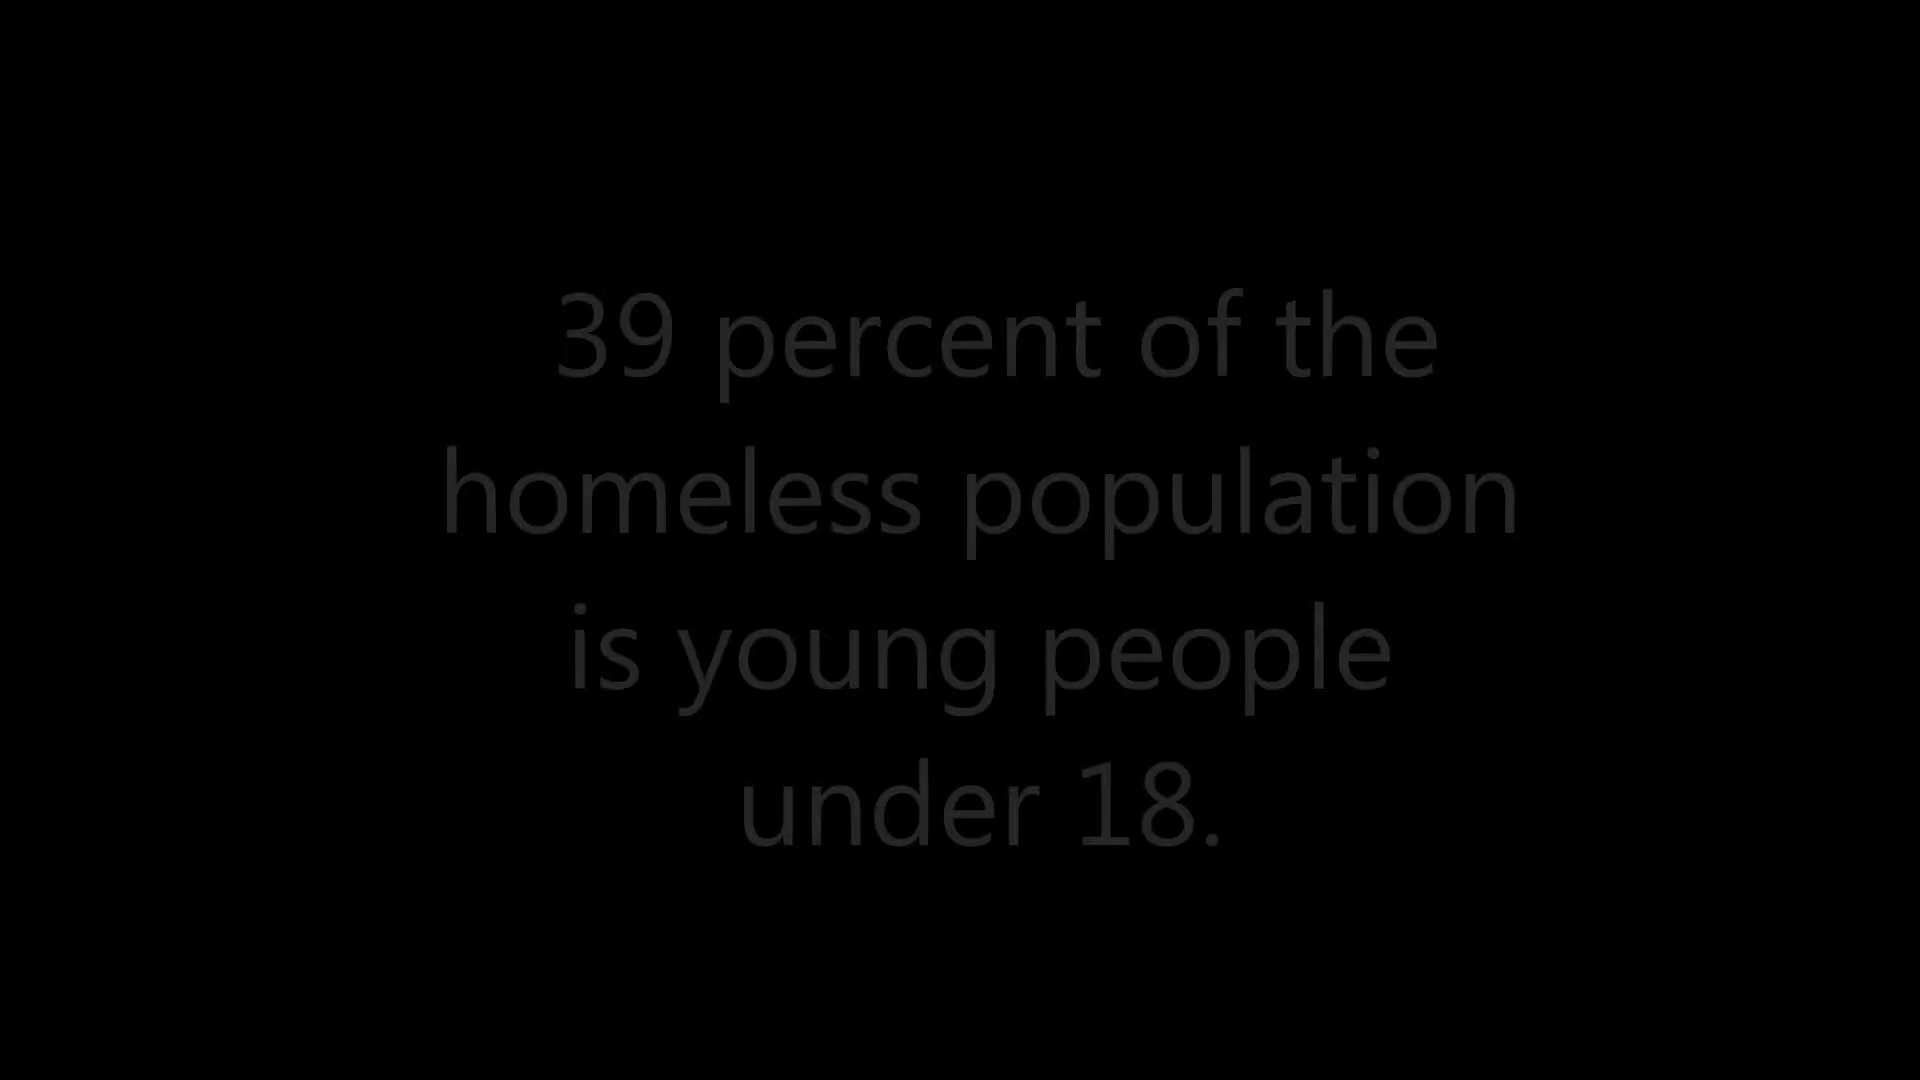 39 percent of the
homeless population
is young people
under 18.